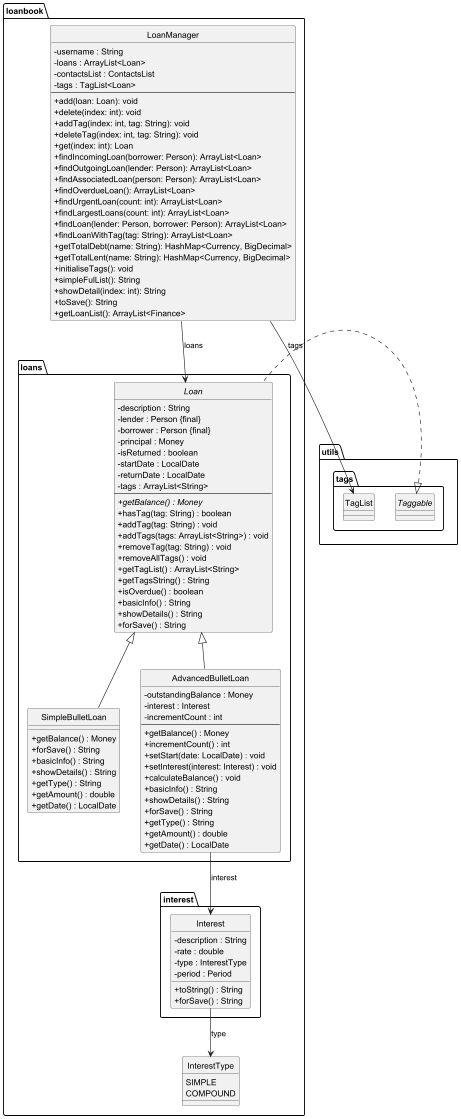 loanbook
LoanManager
-username : String
-loans : ArrayList<Loan>
-contactsList : ContactsList
-tags : TagList<Loan>
+add(loan: Loan): void
+delete(index: int): void
+addTag(index: int, tag: String): void
+deleteTag(index: int, tag: String): void
+get(index: int): Loan
+findIncomingLoan(borrower: Person): ArrayList<Loan>
+findOutgoingLoan(lender: Person): ArrayList<Loan>
+findAssociatedLoan(person: Person): ArrayList<Loan>
+findOverdueLoan(): ArrayList<Loan>
+findUrgentLoan(count: int): ArrayList<Loan>
+findLargestLoans(count: int): ArrayList<Loan>
+findLoan(lender: Person, borrower: Person): ArrayList<Loan>
+findLoanWithTag(tag: String): ArrayList<Loan>
+getTotalDebt(name: String): HashMap<Currency, BigDecimal>
+getTotalLent(name: String): HashMap<Currency, BigDecimal>
+initialiseTags(): void
+simpleFulList(): String
+showDetail(index: int): String
+toSave(): String
+getLoanList(): ArrayList<Finance>
loans
tags
loans
Loan
-description : String
-lender : Person {final}
-borrower : Person {final}
-principal : Money
-isReturned : boolean
-startDate : LocalDate
-returnDate : LocalDate
-tags : ArrayList<String>
+getBalance() : Money
+hasTag(tag: String) : boolean
+addTag(tag: String) : void
+addTags(tags: ArrayList<String>) : void
+removeTag(tag: String) : void
+removeAllTags() : void
+getTagList() : ArrayList<String>
+getTagsString() : String
+isOverdue() : boolean
+basicInfo() : String
+showDetails() : String
+forSave() : String
utils
tags
TagList
Taggable
SimpleBulletLoan
+getBalance() : Money
+forSave() : String
+basicInfo() : String
+showDetails() : String
+getType() : String
+getAmount() : double
+getDate() : LocalDate
AdvancedBulletLoan
-outstandingBalance : Money
-interest : Interest
-incrementCount : int
+getBalance() : Money
+incrementCount() : int
+setStart(date: LocalDate) : void
+setInterest(interest: Interest) : void
+calculateBalance() : void
+basicInfo() : String
+showDetails() : String
+forSave() : String
+getType() : String
+getAmount() : double
+getDate() : LocalDate
interest
interest
Interest
-description : String
-rate : double
-type : InterestType
-period : Period
+toString() : String
+forSave() : String
type
InterestType
SIMPLE
COMPOUND